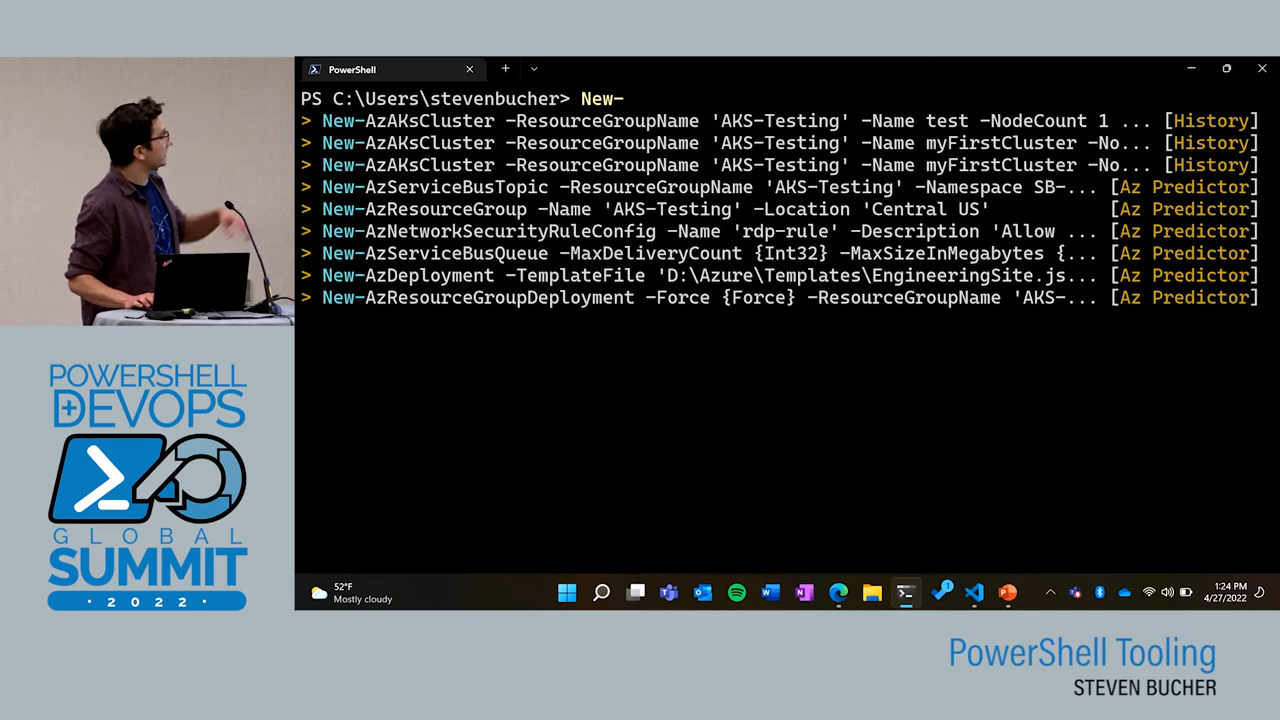 PowerShell
PS C:\Users\stevenbucher> New-
> New-AzAKsCluster -ResourceGroupName 'AKS-Testing' -Name test -NodeCount 1 ... [History]
> New-AzAKsCluster -ResourceGroupName 'AKS-Testing' -Name myFirstCluster -No... [History]
> New-AzAKsCluster -ResourceGroupName 'AKS-Testing' -Name myFirstCluster -No... [History]
> New-AzServiceBusTopic -ResourceGroupName 'AKS-Testing' -Namespace SB-... [Az Predictor]
> New-AzResourceGroup -Name 'AKS-Testing' -Location 'Central US' [Az Predictor]
> New-AzNetworkSecurityRuleConfig -Name 'rdp-rule' -Description 'Allow ... [Az Predictor]
> New-AzServiceBusQueue -MaxDeliveryCount {Int32} -MaxSizeInMegabytes {... [Az Predictor]
> New-AzDeployment -TemplateFile 'D:\Azure\Templates\EngineeringSite.js... [Az Predictor]
> New-AzResourceGroupDeployment -Force {Force} -ResourceGroupName 'AKS-... [Az Predictor]
POWERSHELL
+ DEVOPS
GLOBAL
SUMMIT
· 2022 ·
52°F
Mostly cloudy
1:24 PM
4/27/2022
PowerShell Tooling
STEVEN BUCHER